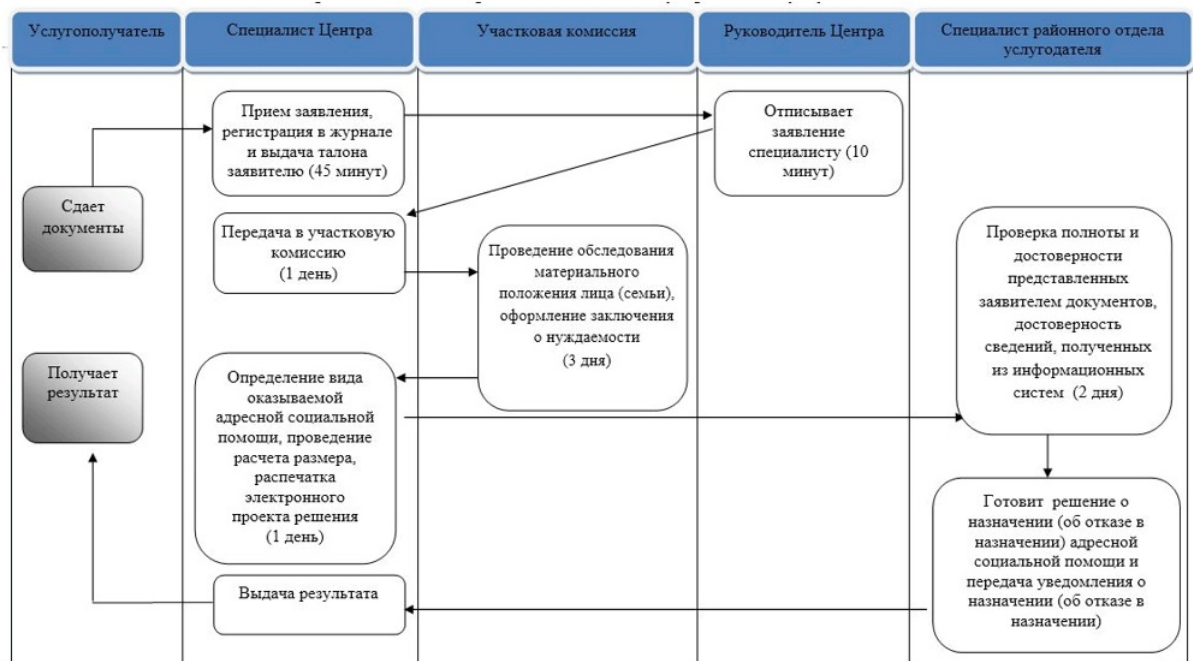 Услугополучатель
Специалист Центра
Участковая комиссия
Руководитель Центра
Специалист районного отдела
услугодателя
Прием заявления,
регистрация в журнале
и выдача талона
заявителю (45 минут)
Отписывает
заявление
специалисту (10
минут)
Сдает
документы
Передача в участковую
комиссию
(1 день)
Проведение обследования
материального
положения лица (семьи),
оформление заключения
о нуждаемости
(3 дня)
Проверка полноты и
достоверности
представленных
заявителем документов,
достоверность
сведений, полученных
из информационных
систем (2 дня)
Получает
результат
Определение вида
оказываемой
адресной социальной
помощи, проведение
расчета размера,
распечатка
электронного
проекта решения
(1 день)
Готовит решение о
назначении (об отказе в
назначении) адресной
социальной помощи и
передача уведомления о
назначении (об отказе в
назначении)
Выдача результата